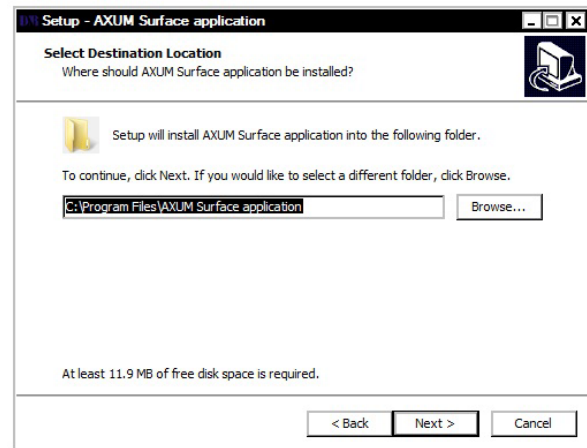 Setup - AXUM Surface application
Select Destination Location
Where should AXUM Surface application be installed?
Setup will install AXUM Surface application into the following folder.
To continue, click Next. If you would like to select a different folder, click Browse.
C:\Program Files\AXUM Surface application
Browse...
At least 11.9 MB of free disk space is required.
< Back Next > Cancel